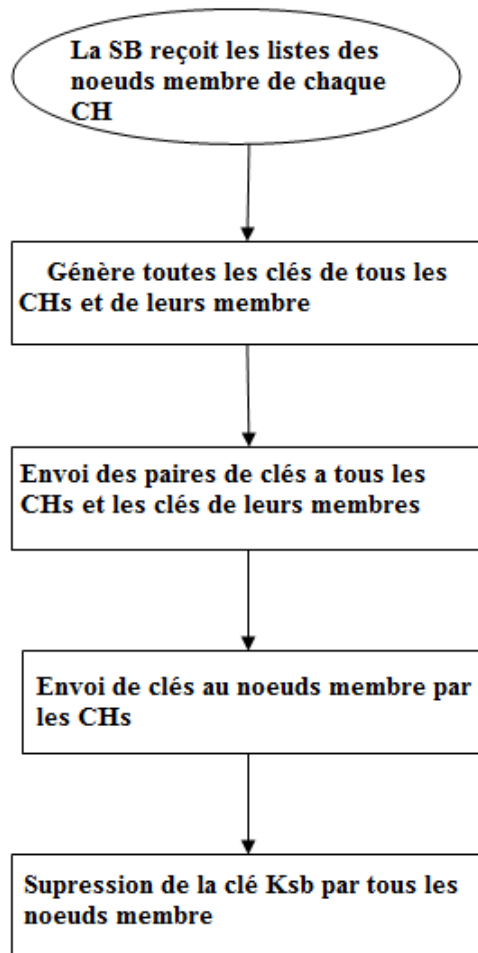 La SB reçoit les listes des
noeuds membre de chaque
CH
Génère toutes les clés de tous les
CHs et de leurs membre
Envoi des paires de clés a tous les
CHs et les clés de leurs membres
Envoi de clés au noeuds membre par
les CHs
Supression de la clé Ksb par tous les
noeuds membre